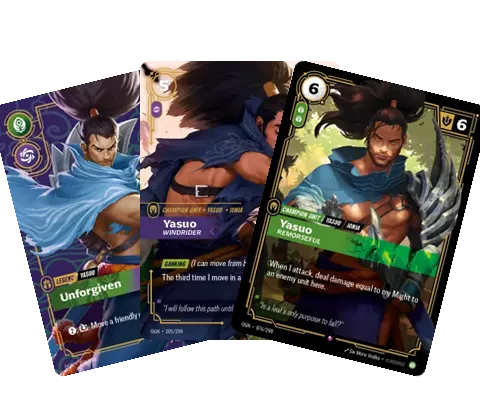 LEGEND YASUO
Unforgiven
Move a friendly
5
CHAMPION UNIT • YASUO • IONIA
Yasuo
WINDRIDER
GANKING (I can move from
The third time I move in a
"I will follow this path until
OGN • 205/298
6
6
CHAMPION UNIT YASUO IONIA
Yasuo
REMORSEFUL
When I attack, deal damage equal to my Might to
an enemy unit here.
"Is a leaf's only purpose to fall?"
OGN • 076/298